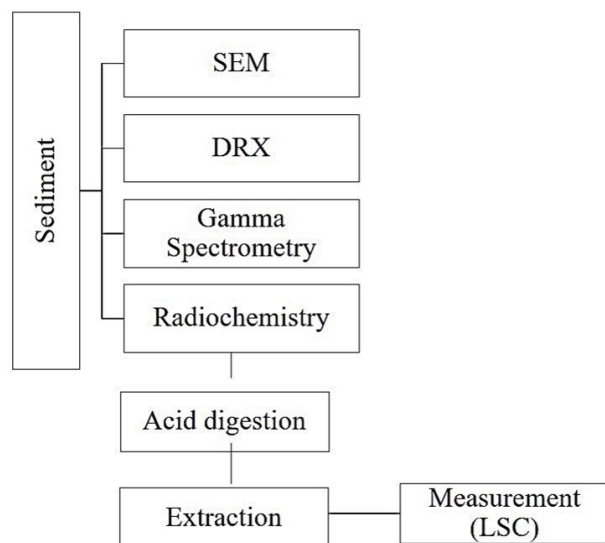 Sediment
SEM
DRX
Gamma
Spectrometry
Radiochemistry
Acid digestion
Extraction
Measurement
(LSC)